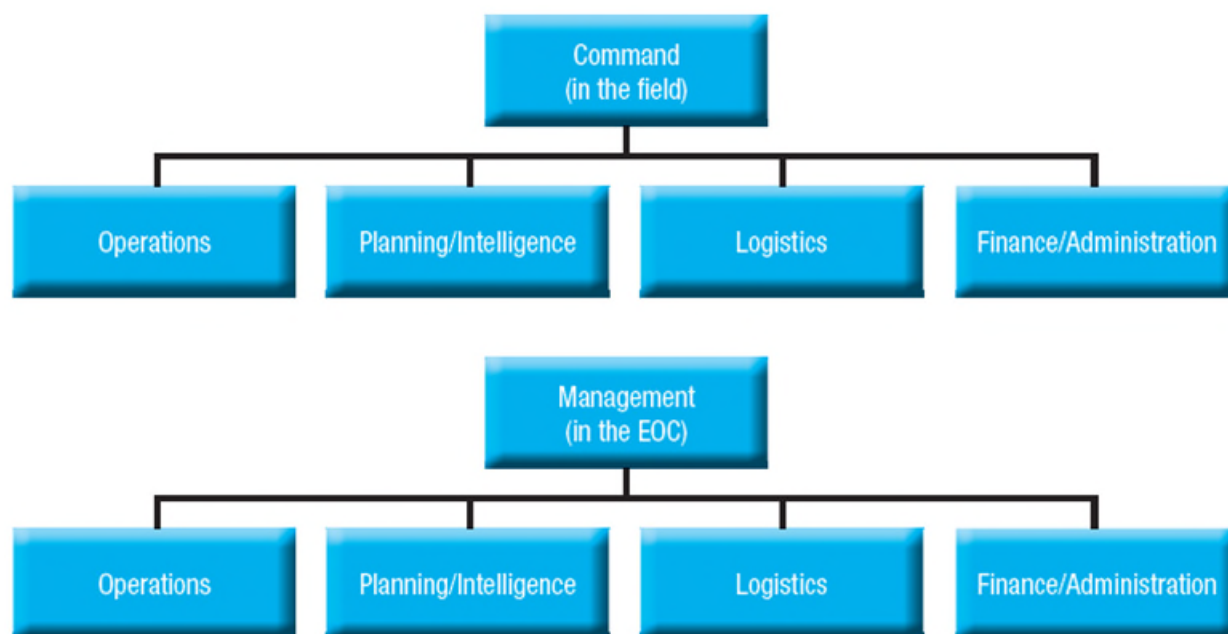 Command
(in the field)
Operations
Planning/Intelligence
Logistics
Finance/Administration
Management
(in the EOC)
Operations
Planning/Intelligence
Logistics
Finance/Administration